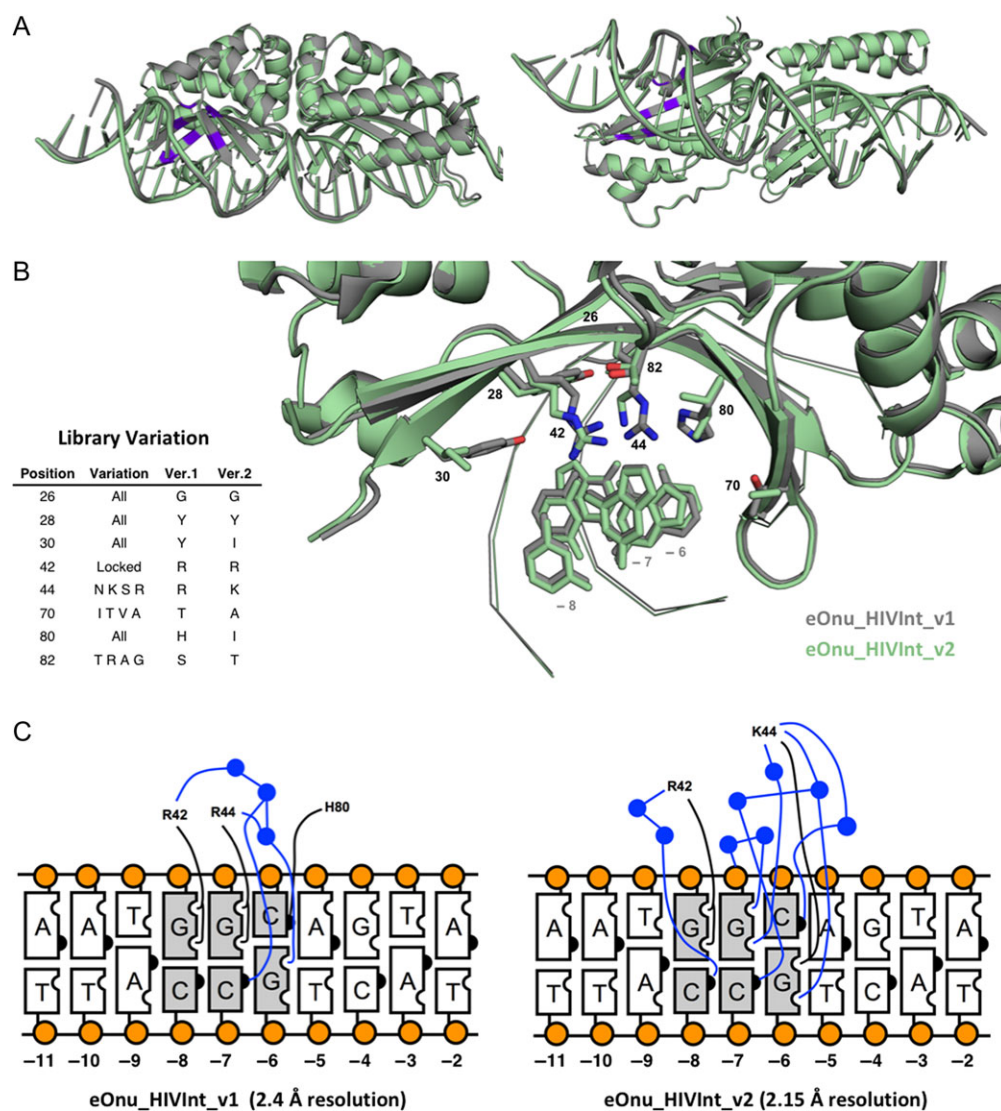 A
B
26
82
28
80
42
44
30
70
– 7
– 6
– 8
eOnu_HIVInt_v1
eOnu_HIVInt_v2
Library Variation
Position Variation Ver.1 Ver.2
26 All G G
28 All Y Y
30 All Y I
42 Locked R R
44 N K S R R K
70 I T V A T A
80 All H I
82 T R A G S T
C
R42 R44 H80
A A T G G C A G T A
T T A C C G T C A T
–11 –10 –9 –8 –7 –6 –5 –4 –3 –2
eOnu_HIVInt_v1 (2.4 Å resolution)
K44
R42
A A T G G C A G T A
T T A C C G T C A T
–11 –10 –9 –8 –7 –6 –5 –4 –3 –2
eOnu_HIVInt_v2 (2.15 Å resolution)